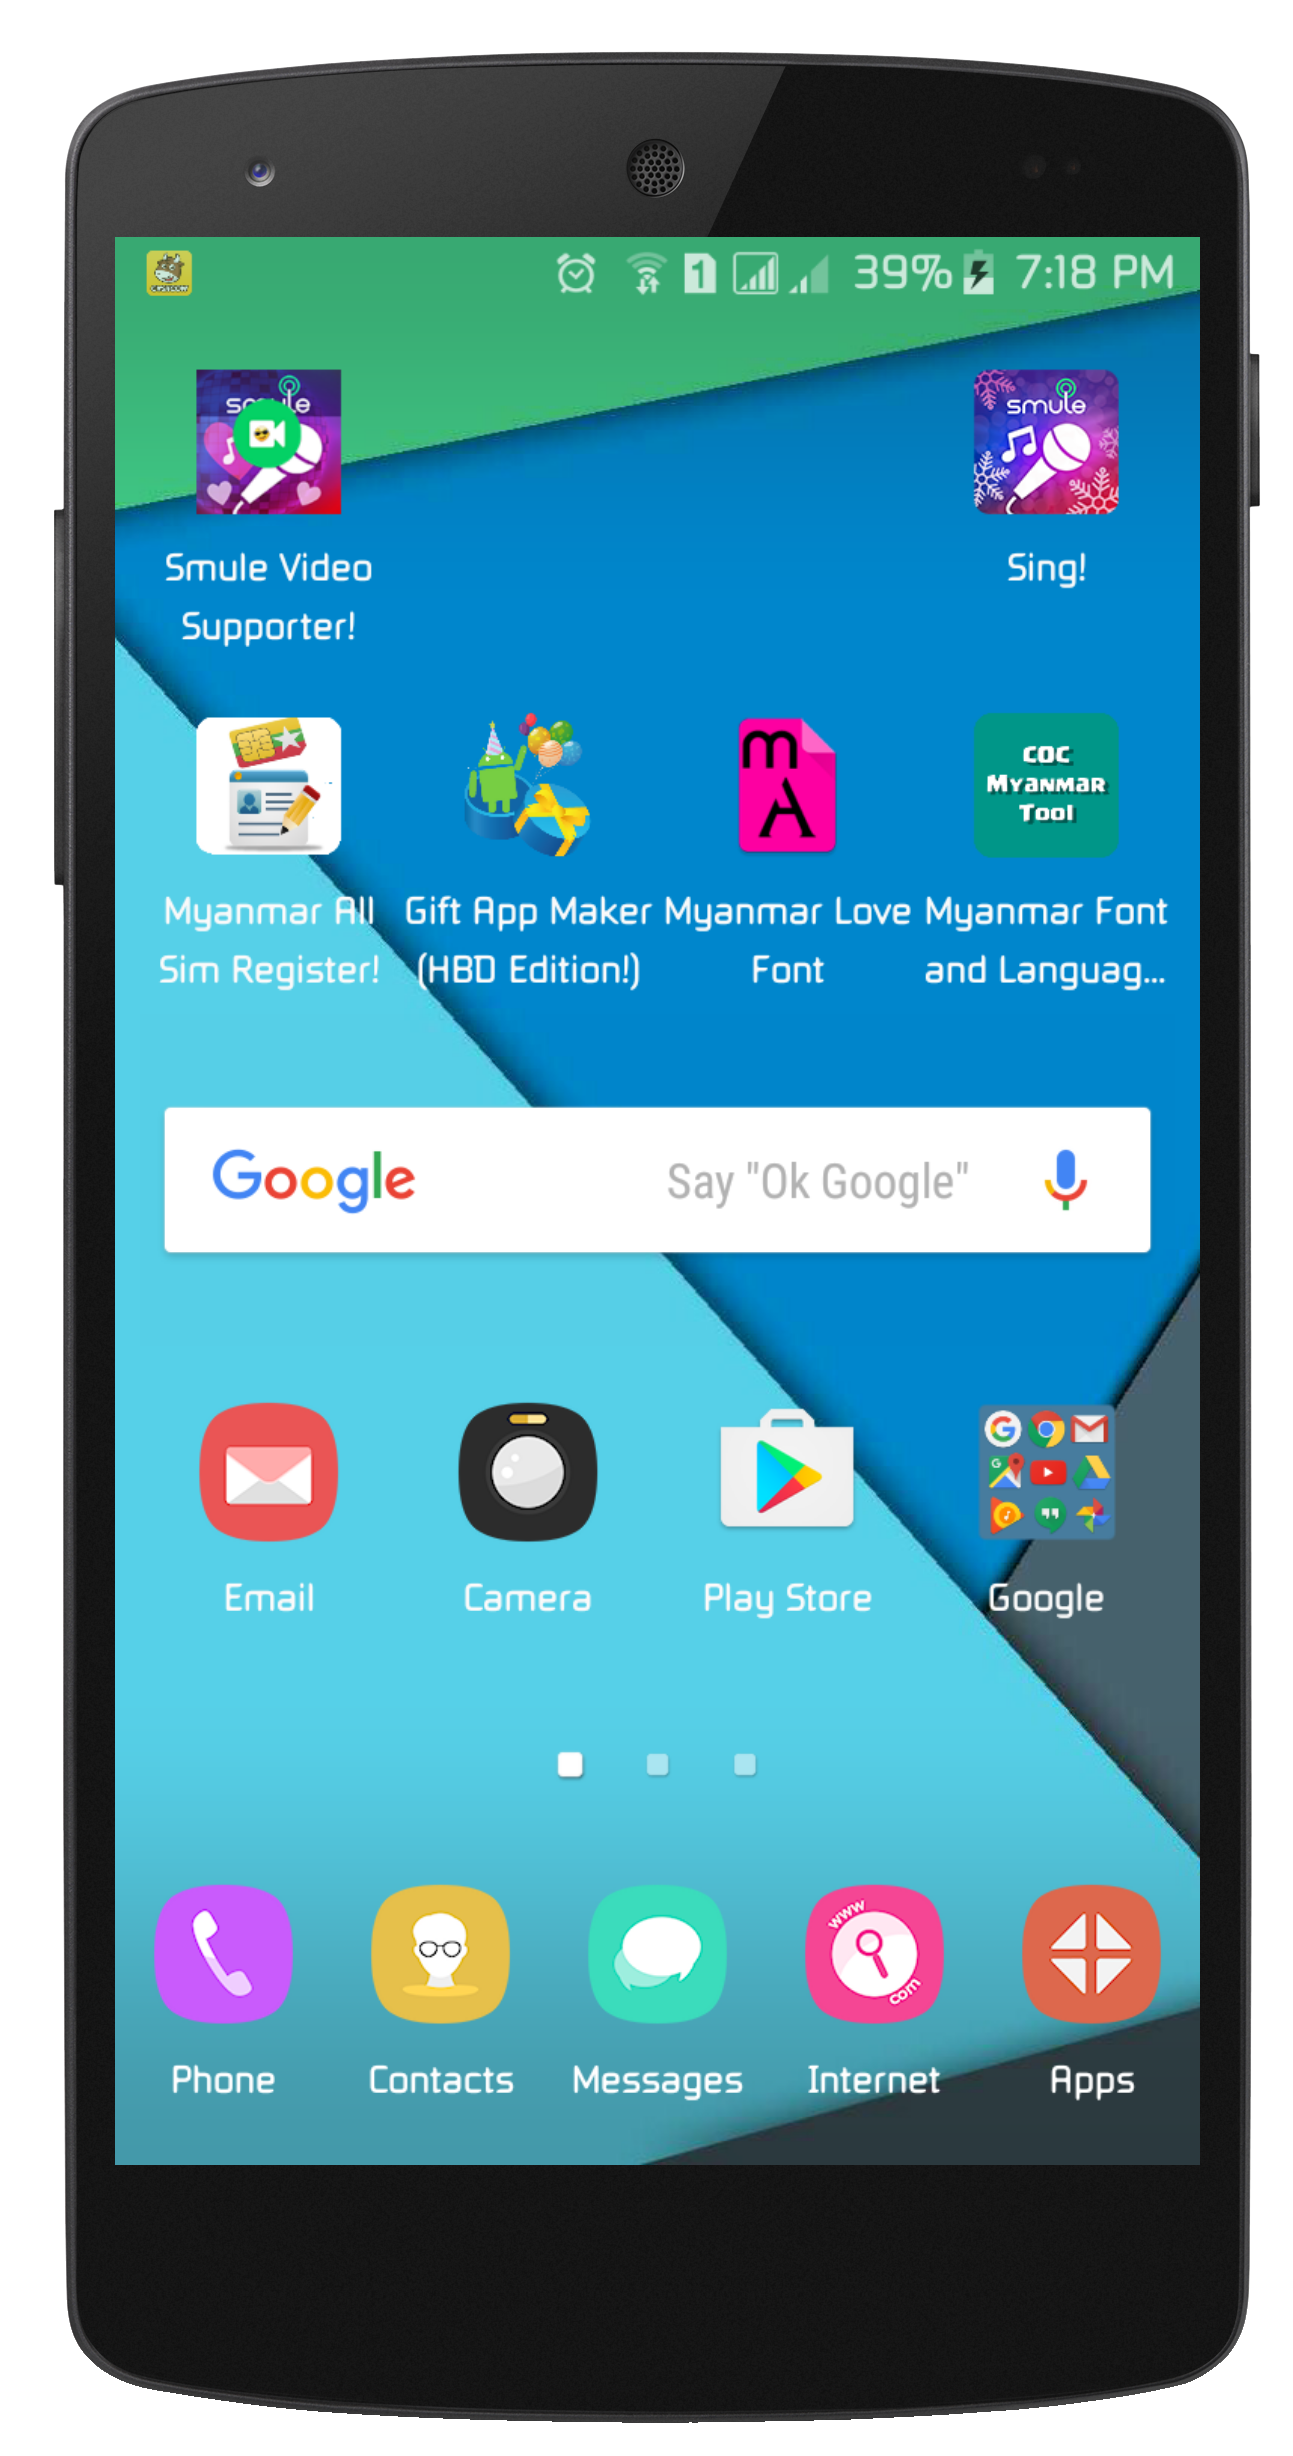 1 39% 7:18 PM
smule
smule
Smule Video
Supporter!
Sing!
COC
Myanmar
Tool
mA
Myanmar All
Sim Register!
Gift App Maker
(HBD Edition!)
Myanmar Love
Font
Myanmar Font
and Languag...
Google Say "Ok Google"
Email Camera Play Store Google
www
com
Phone Contacts Messages Internet Apps